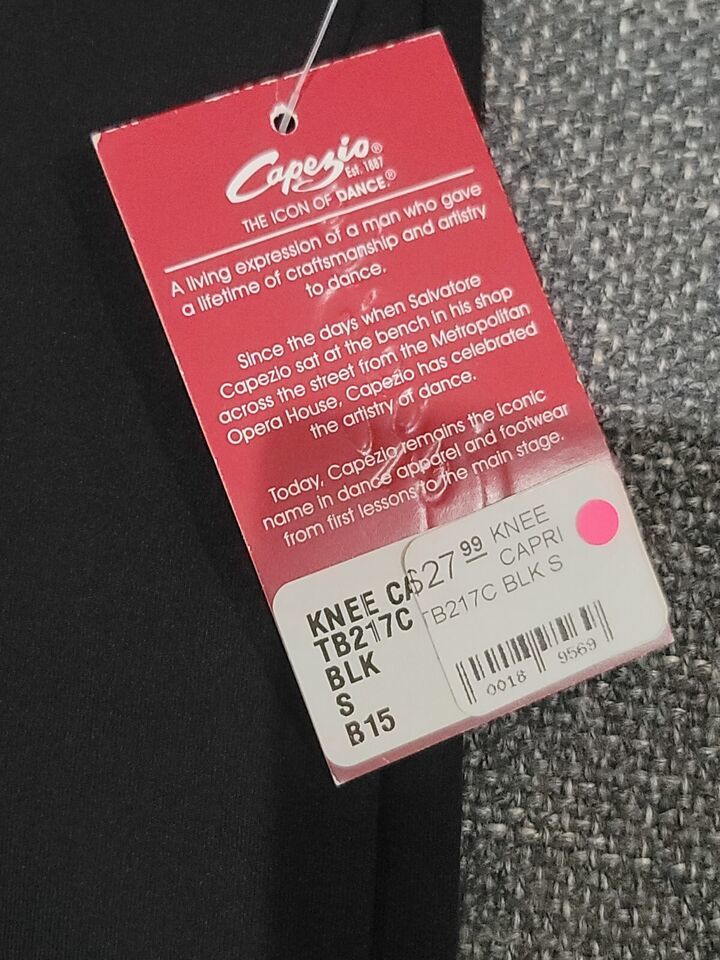 Capezio®
Est. 1887
THE ICON OF DANCE.®
A living expression of a man who gave
a lifetime of craftsmanship and artistry
to dance.
Since the days when Salvatore
Capezio sat at the bench in his shop
across the street from the Metropolitan
Opera House, Capezio has celebrated
the artistry of dance.
Today, Capezio remains the iconic
name in dance apparel and footwear
from first lessons to the main stage.
KNEE CA
TB217C
BLK
S
B15
$27 99 KNEE
CAPRI
TB217C BLK S
0018 9569